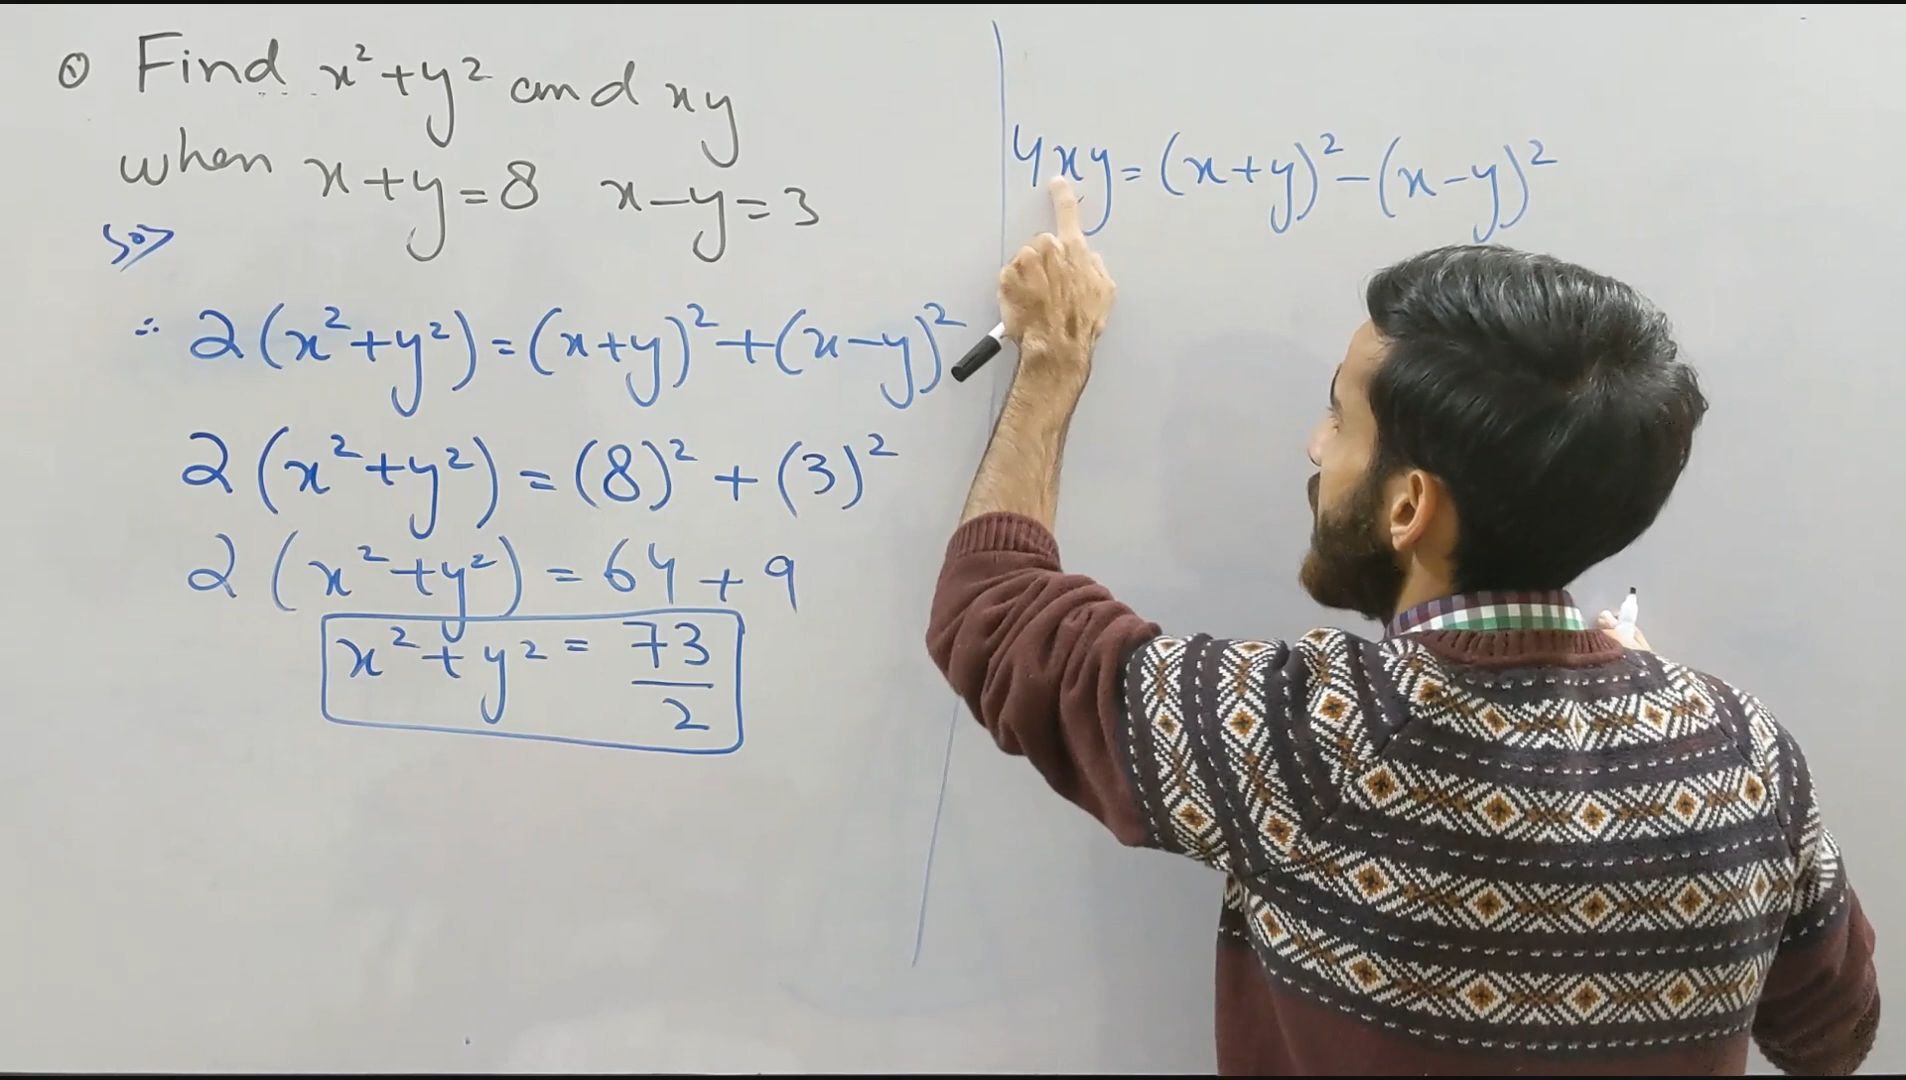 ① Find x²+y² and xy
when x+y=8 x-y=3
Sol
∴ 2(x²+y²)=(x+y)²+(x-y)²
2(x²+y²)=(8)²+(3)²
2(x²+y²)=64+9
x²+y²=73/2
4xy=(x+y)²-(x-y)²